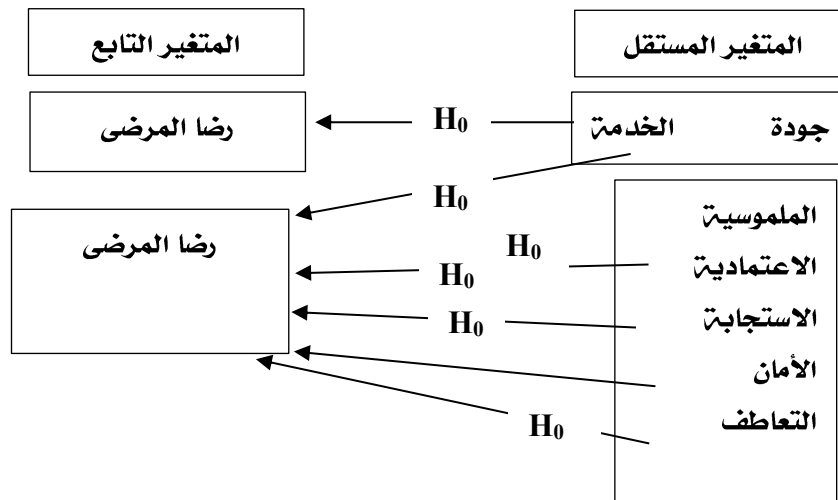 المتغير المستقل
المتغير التابع
جودة الخدمة
H₀
رضا المرضى
H₀
الملموسية
رضا المرضى
H₀
الاعتمادية
H₀
الاستجابة
H₀
الأمان
التعاطف
H₀